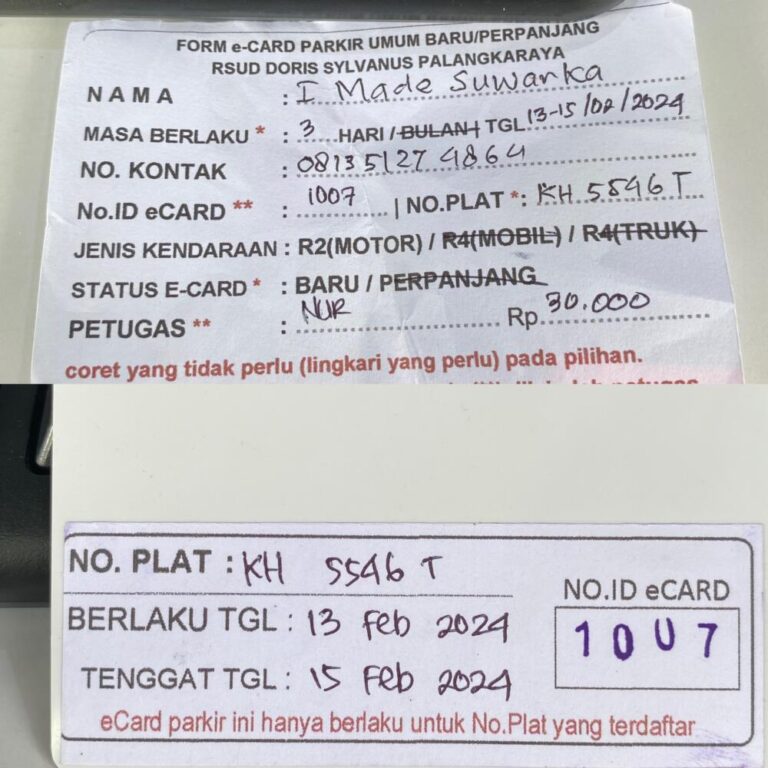 FORM e-CARD PARKIR UMUM BARU/PERPANJANG
RSUD DORIS SYLVANUS PALANGKARAYA
NAMA : I Made Suwarka
MASA BERLAKU * : 3 HARI / BULAN | TGL 13-15/02/2024
NO. KONTAK : 081351274864
No.ID eCARD ** : 1007 | NO.PLAT *: KH 5546 T
JENIS KENDARAAN : R2(MOTOR) / R4(MOBIL) / R4(TRUK)
STATUS E-CARD * : BARU / PERPANJANG
PETUGAS ** : NUR Rp 30.000
coret yang tidak perlu (lingkari yang perlu) pada pilihan.
NO. PLAT : KH 5546 T
BERLAKU TGL : 13 Feb 2024
TENGGAT TGL : 15 Feb 2024
NO.ID eCARD
1007
eCard parkir ini hanya berlaku untuk No.Plat yang terdaftar